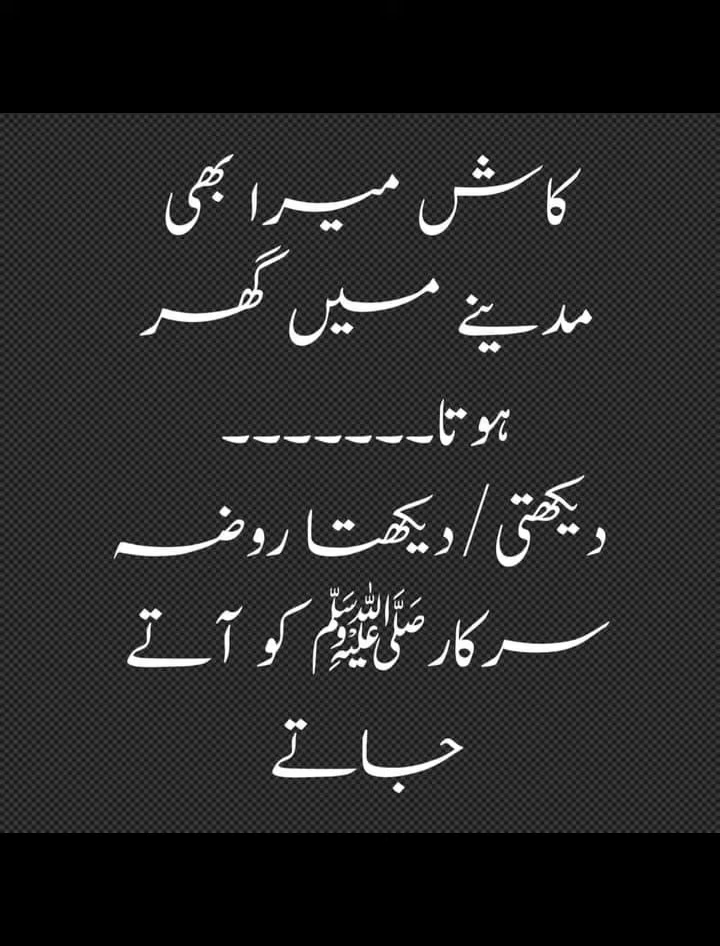 کاش میرا بھی
مدینے میں گھر
ہوتا۔۔۔۔۔۔۔
دیکھتی/دیکھتا روضہ
سرکار ﷺ کو آتے
جاتے